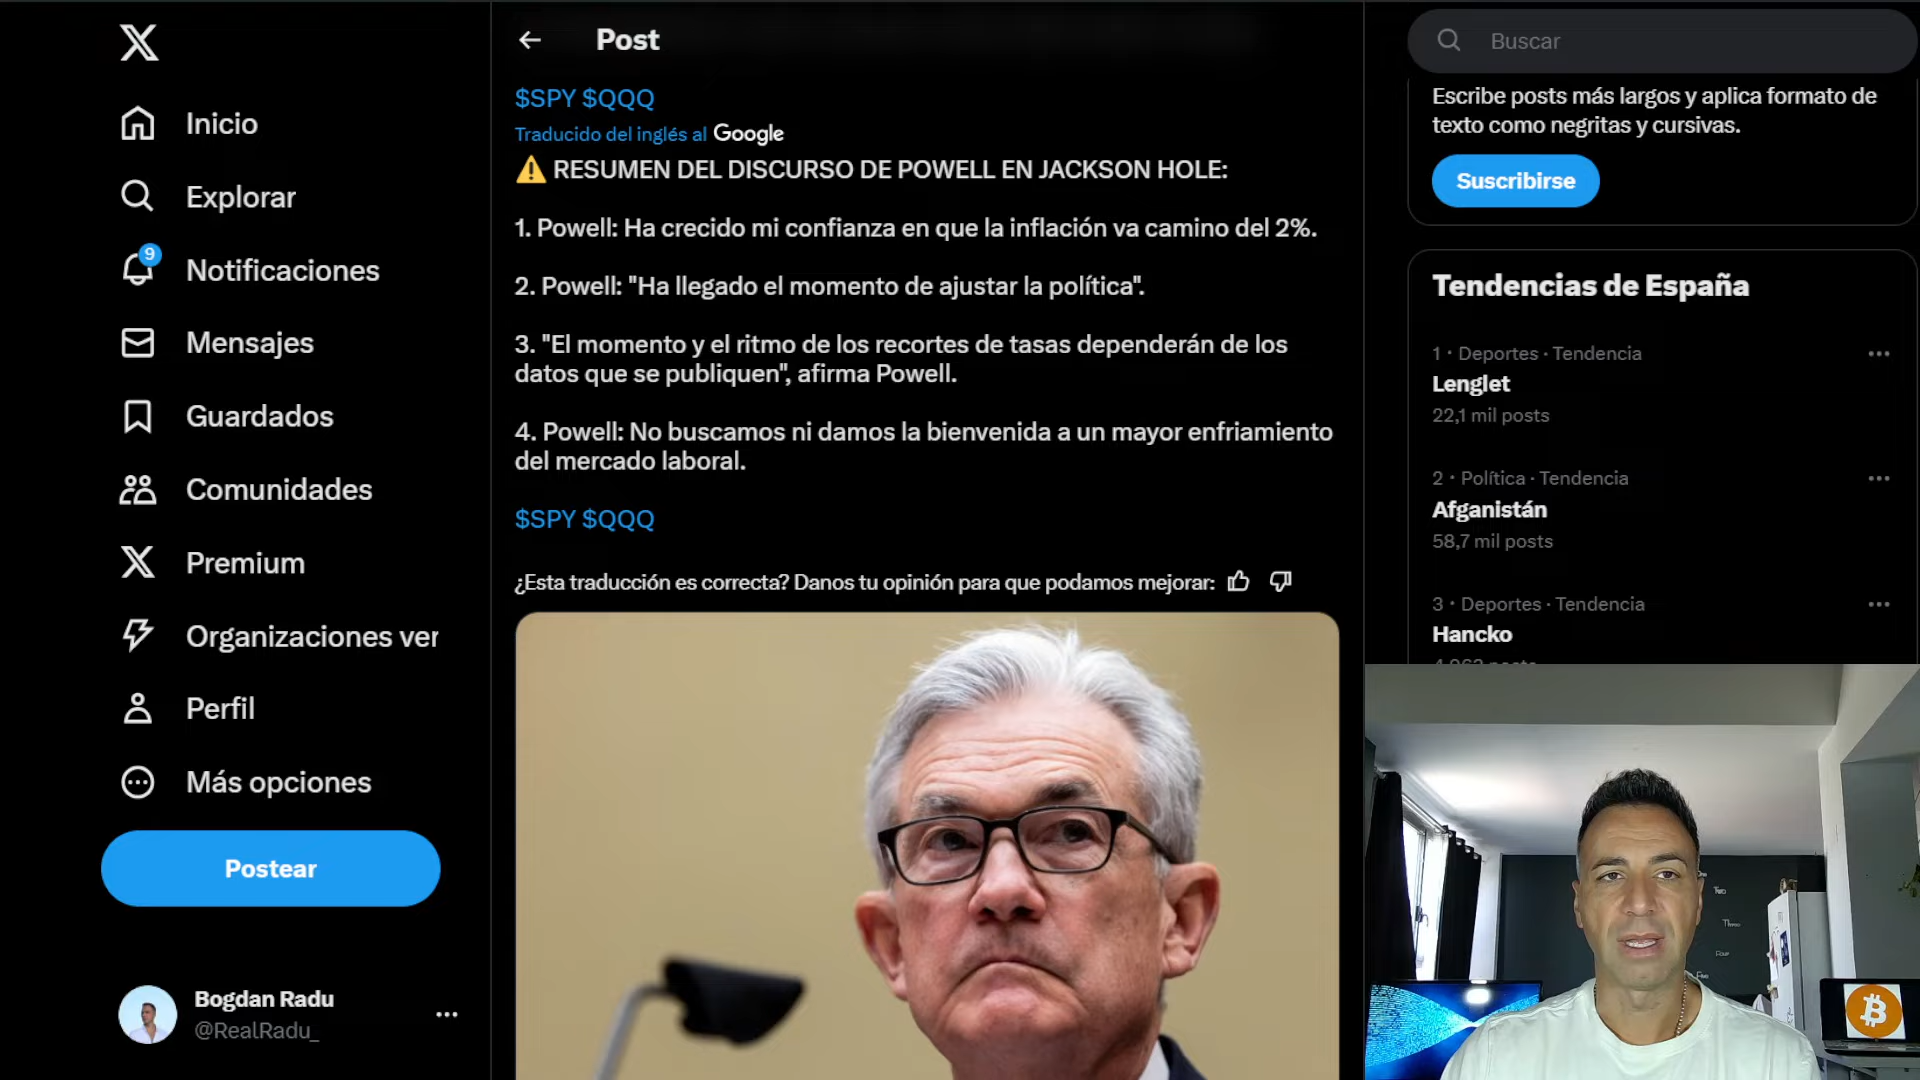 Inicio
Explorar
9
Notificaciones
Mensajes
Guardados
Comunidades
Premium
Organizaciones ver
Perfil
Más opciones
Postear
Bogdan Radu
@RealRadu_
Post
$SPY $QQQ
Traducido del inglés al Google
⚠️ RESUMEN DEL DISCURSO DE POWELL EN JACKSON HOLE:
1. Powell: Ha crecido mi confianza en que la inflación va camino del 2%.
2. Powell: "Ha llegado el momento de ajustar la política".
3. "El momento y el ritmo de los recortes de tasas dependerán de los
datos que se publiquen", afirma Powell.
4. Powell: No buscamos ni damos la bienvenida a un mayor enfriamiento
del mercado laboral.
$SPY $QQQ
¿Esta traducción es correcta? Danos tu opinión para que podamos mejorar:
Buscar
Escribe posts más largos y aplica formato de
texto como negritas y cursivas.
Suscribirse
Tendencias de España
1 · Deportes · Tendencia
Lenglet
22,1 mil posts
2 · Política · Tendencia
Afganistán
58,7 mil posts
3 · Deportes · Tendencia
Hancko
Two
Three
Four
Five